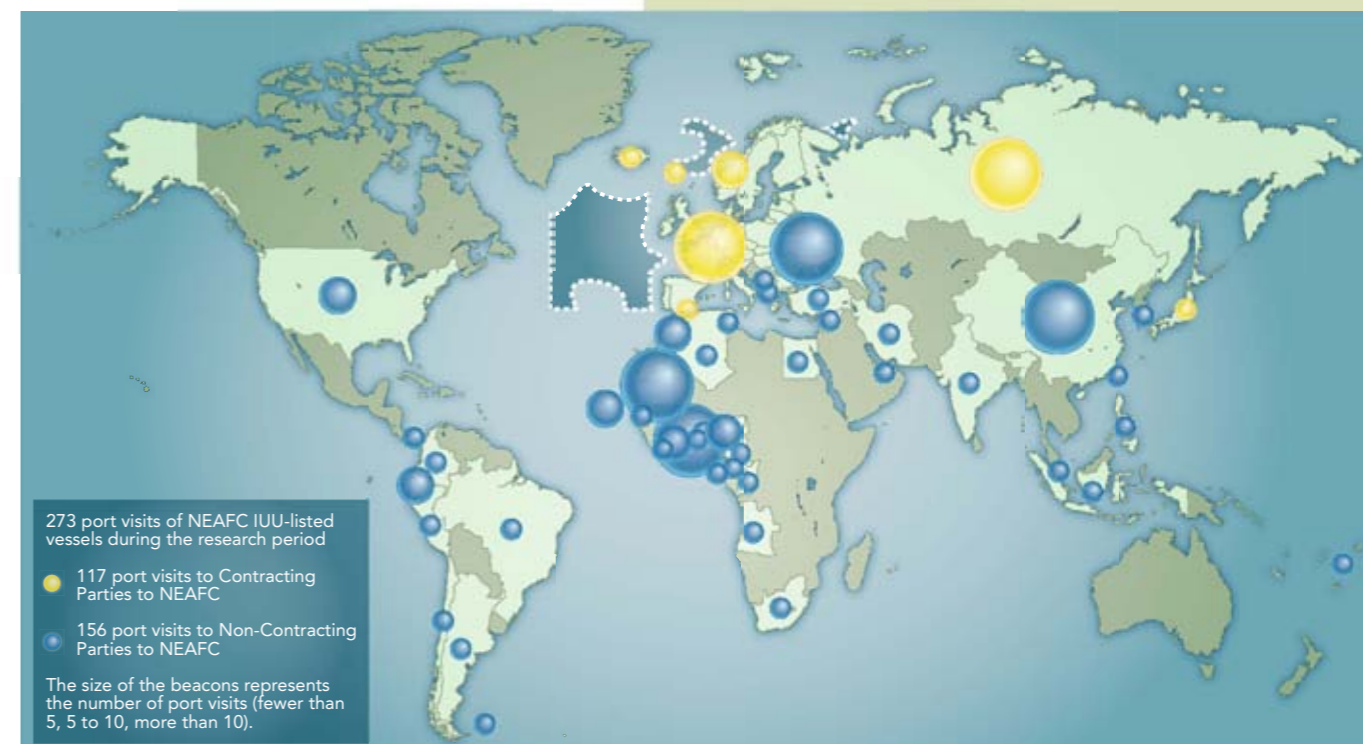 273 port visits of NEAFC IUU-listed
vessels during the research period
117 port visits to Contracting
Parties to NEAFC
156 port visits to Non-Contracting
Parties to NEAFC
The size of the beacons represents
the number of port visits (fewer than
5, 5 to 10, more than 10).